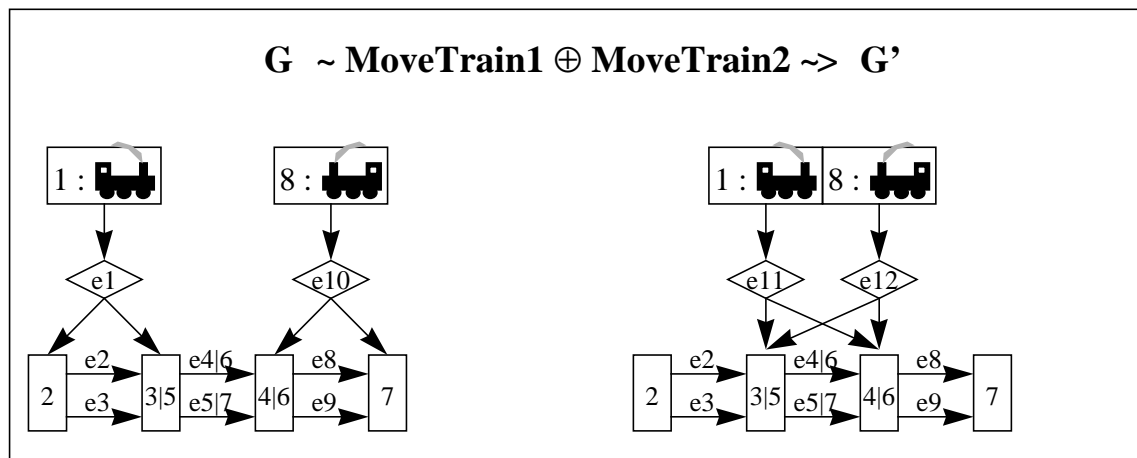 G ~ MoveTrain1 ⊕ MoveTrain2 ~> G’
1 : 8 : 1 : 8 :
e1 e10 e11 e12
e2 e4|6 e8 e2 e4|6 e8
2 3|5 4|6 7 2 3|5 4|6 7
e3 e5|7 e9 e3 e5|7 e9